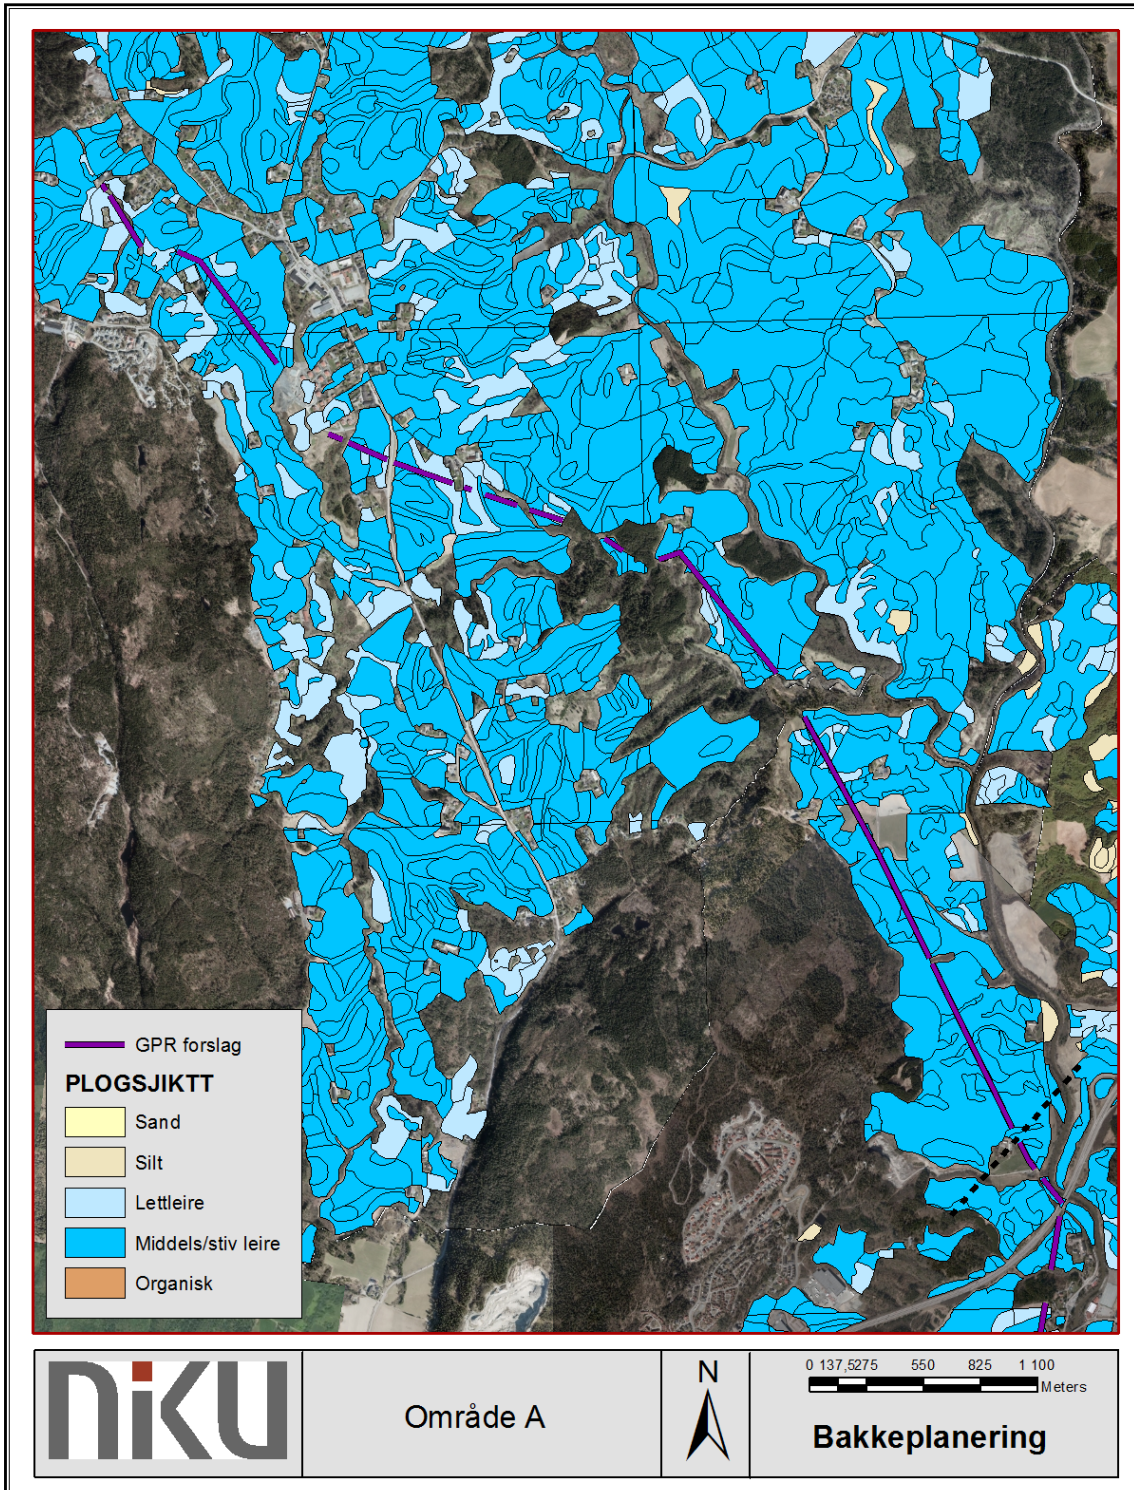 GPR forslag
PLOGSJIKTT
Sand
Silt
Lettleire
Middels/stiv leire
Organisk
NIKU
Område A
N
0 137,5275 550 825 1 100
Meters
Bakkeplanering